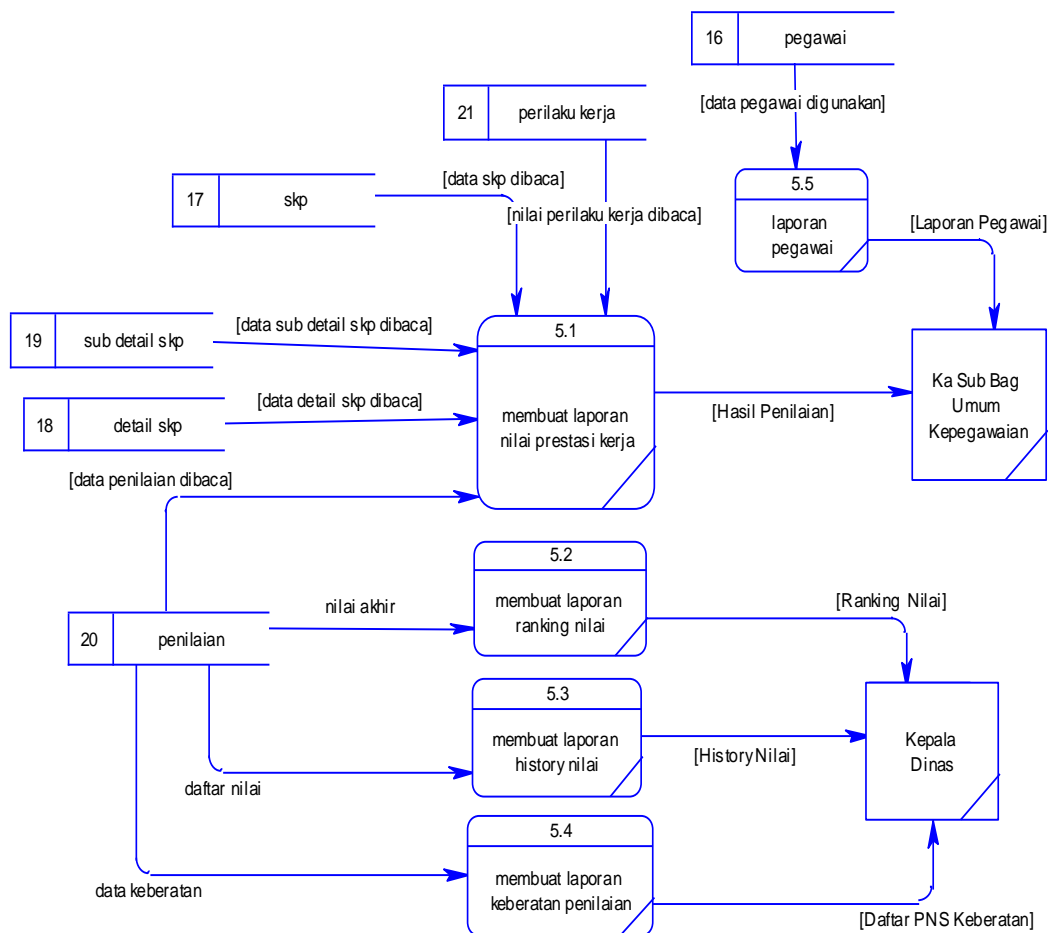 16 pegawai
[data pegawai digunakan]
21 perilaku kerja
5.5
laporan
pegawai
[data skp dibaca]
17 skp
[nilai perilaku kerja dibaca]
[Laporan Pegawai]
19 sub detail skp
[data sub detail skp dibaca]
5.1
membuat laporan
nilai prestasi kerja
[Hasil Penilaian]
Ka Sub Bag
Umum
Kepegawaian
18 detail skp
[data detail skp dibaca]
[data penilaian dibaca]
5.2
membuat laporan
ranking nilai
nilai akhir
[Ranking Nilai]
20 penilaian
5.3
membuat laporan
history nilai
[History Nilai]
Kepala
Dinas
daftar nilai
5.4
membuat laporan
keberatan penilaian
data keberatan
[Daftar PNS Keberatan]